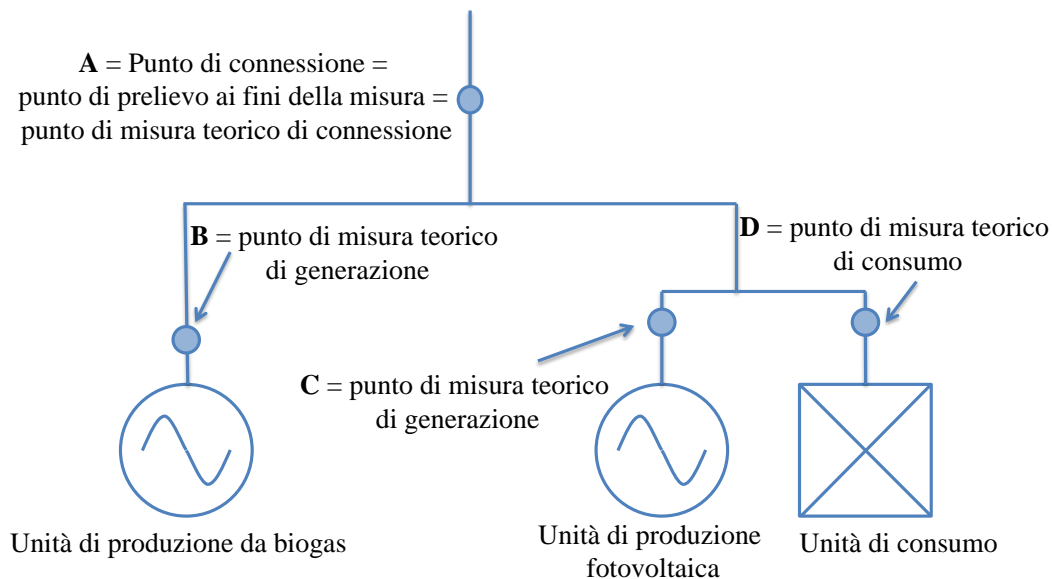 A = Punto di connessione =
punto di prelievo ai fini della misura =
punto di misura teorico di connessione
B = punto di misura teorico
di generazione
D = punto di misura teorico
di consumo
C = punto di misura teorico
di generazione
Unità di produzione da biogas
Unità di produzione
fotovoltaica
Unità di consumo